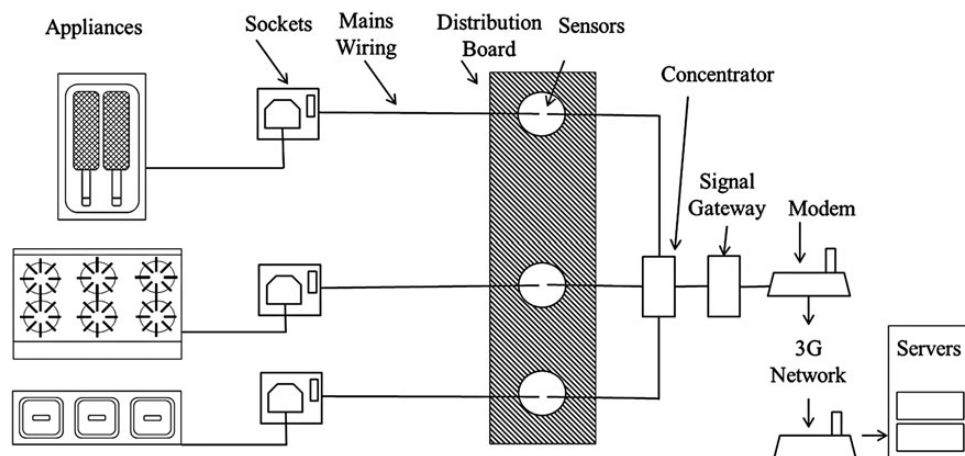 Appliances
Sockets
Mains
Wiring
Distribution
Board
Sensors
Concentrator
Signal
Gateway
Modem
3G
Network
Servers